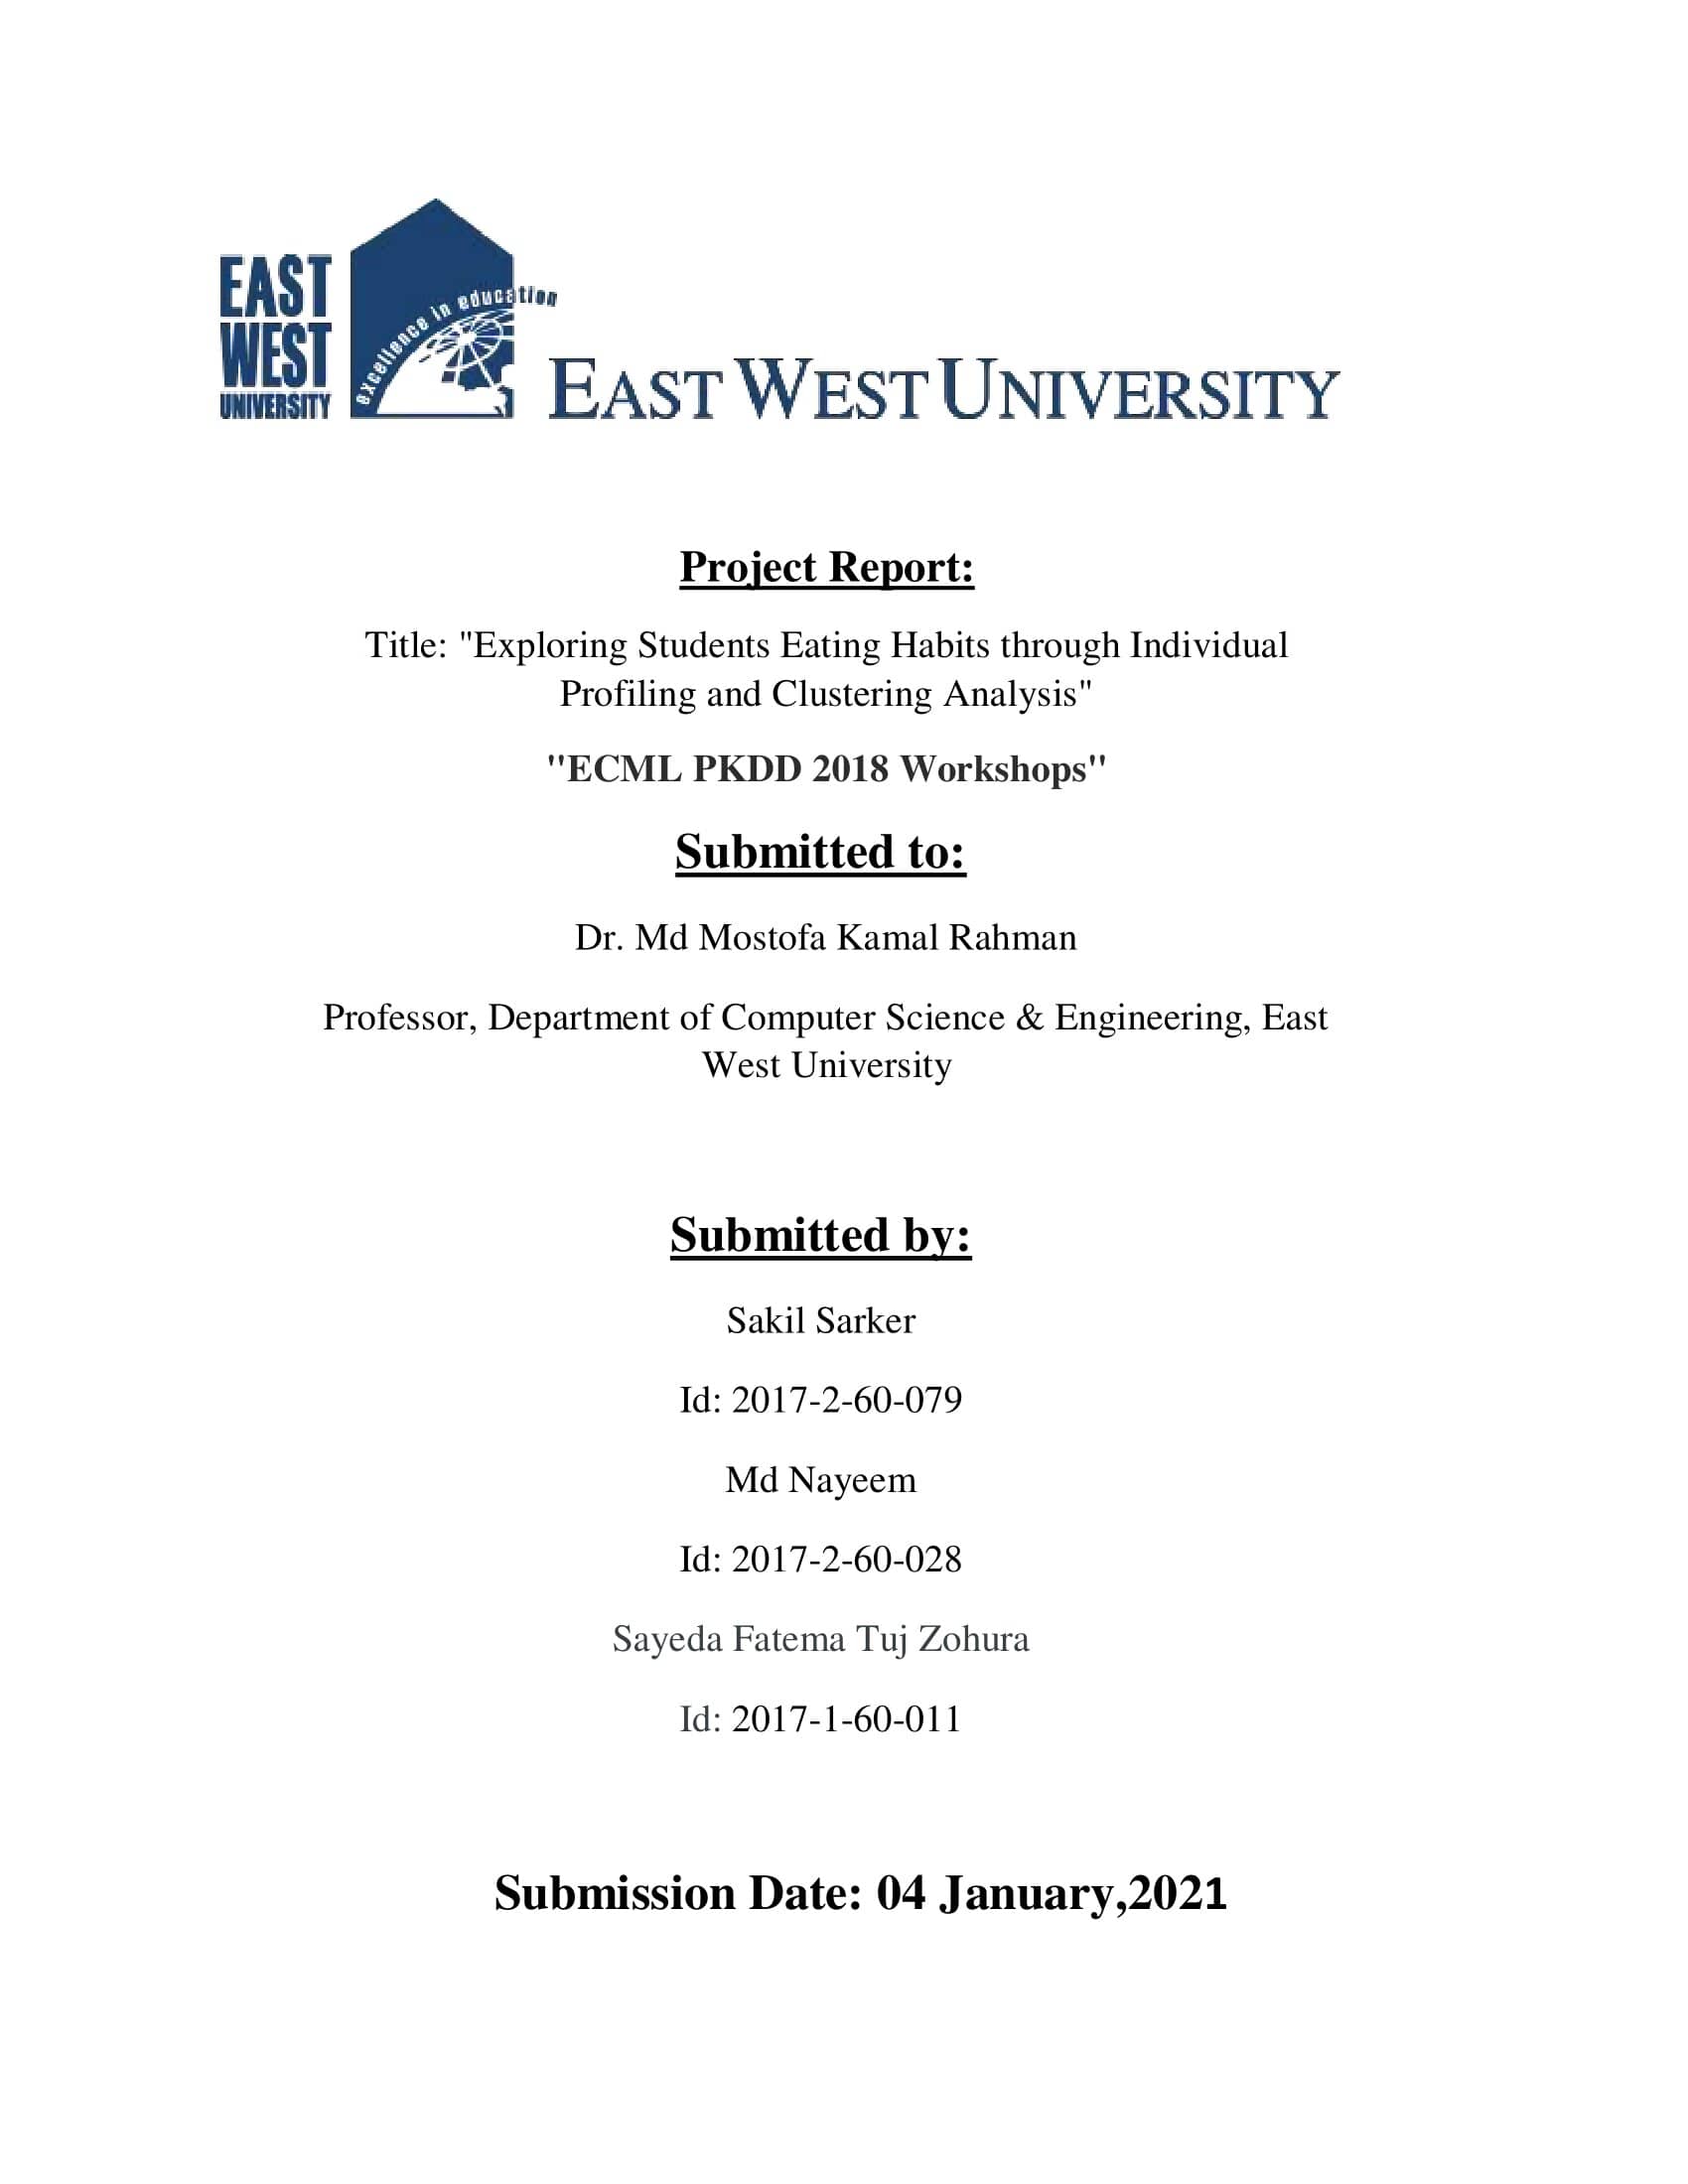 EAST
WEST
UNIVERSITY
excellence in education
EAST WEST UNIVERSITY
Project Report:
Title: "Exploring Students Eating Habits through Individual
Profiling and Clustering Analysis"
"ECML PKDD 2018 Workshops"
Submitted to:
Dr. Md Mostofa Kamal Rahman
Professor, Department of Computer Science & Engineering, East
West University
Submitted by:
Sakil Sarker
Id: 2017-2-60-079
Md Nayeem
Id: 2017-2-60-028
Sayeda Fatema Tuj Zohura
Id: 2017-1-60-011
Submission Date: 04 January,2021